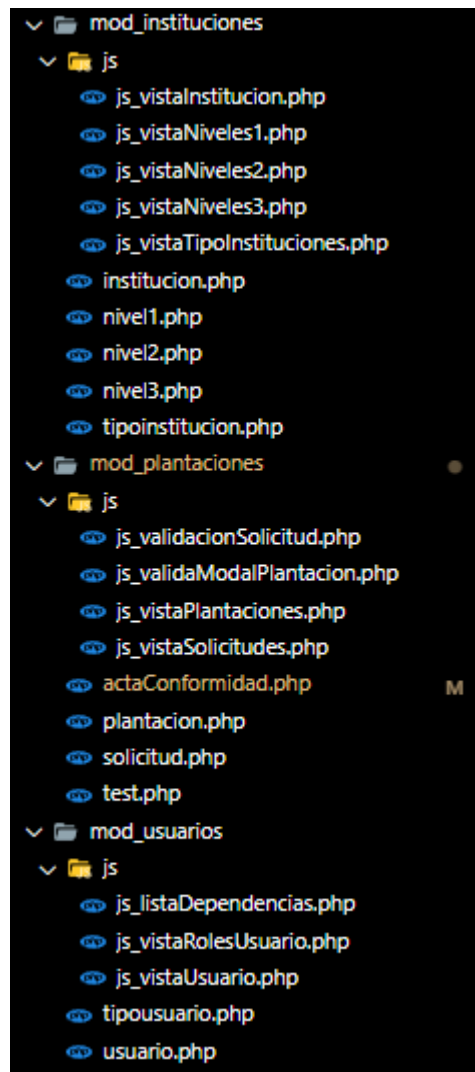 mod_instituciones
js
js_vistaInstitucion.php
js_vistaNiveles1.php
js_vistaNiveles2.php
js_vistaNiveles3.php
js_vistaTipoInstituciones.php
institucion.php
nivel1.php
nivel2.php
nivel3.php
tipoinstitucion.php
mod_plantaciones
js
js_validacionSolicitud.php
js_validaModalPlantacion.php
js_vistaPlantaciones.php
js_vistaSolicitudes.php
actaConformidad.php M
plantacion.php
solicitud.php
test.php
mod_usuarios
js
js_listaDependencias.php
js_vistaRolesUsuario.php
js_vistaUsuario.php
tipousuario.php
usuario.php